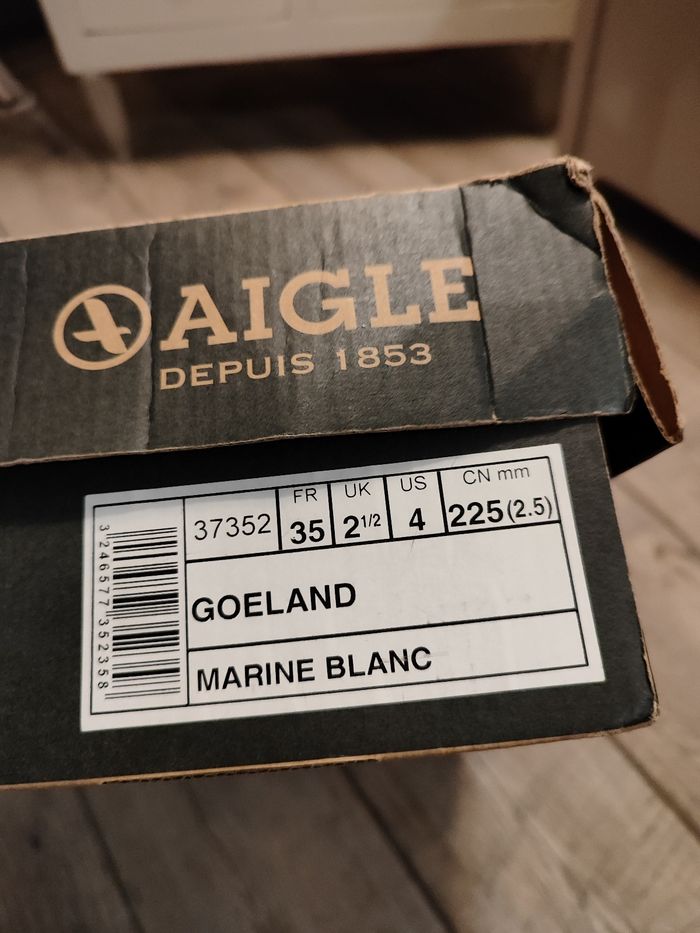 AIGLE
DEPUIS 1853
FR UK US CN mm
37352 35 2 1/2 4 225 (2.5)
GOELAND
MARINE BLANC
3 246577 352358